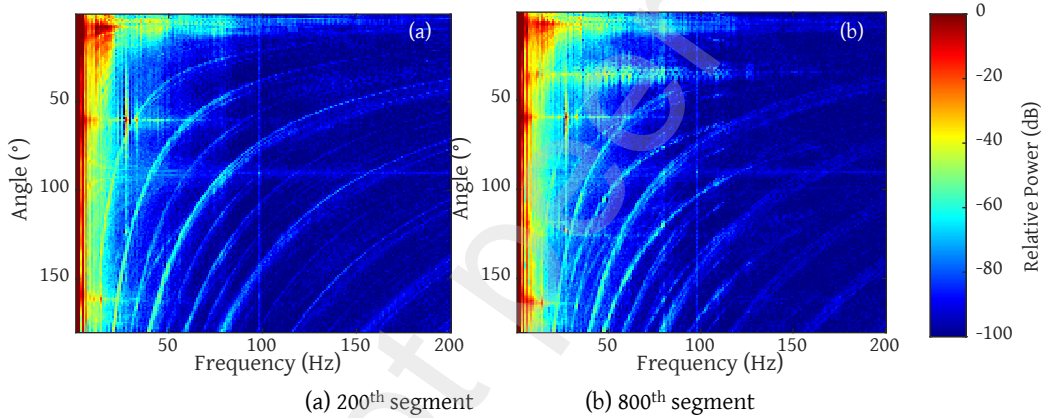 (a)
(b)
0
-20
-40
-60
-80
-100
Relative Power (dB)
50
100
150
Angle (°)
50 100 150 200
Frequency (Hz)
50
100
150
Angle (°)
50 100 150 200
Frequency (Hz)
(a) 200th segment
(b) 800th segment